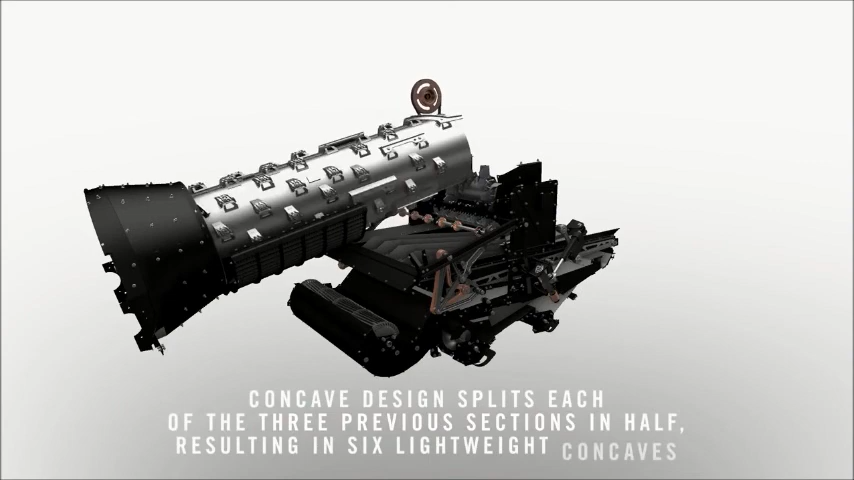 CONCAVE DESIGN SPLITS EACH
OF THE THREE PREVIOUS SECTIONS IN HALF,
RESULTING IN SIX LIGHTWEIGHT CONCAVES